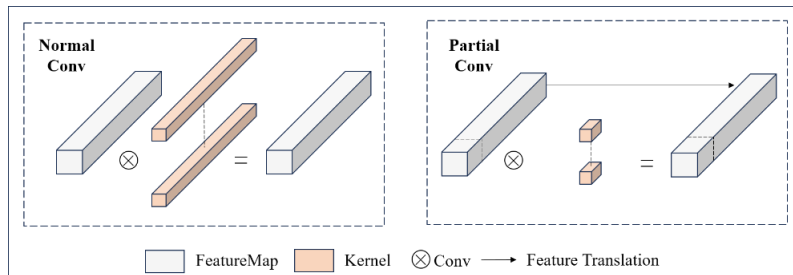 Normal
Conv
Partial
Conv
=
=
FeatureMap
Kernel
Conv
Feature Translation